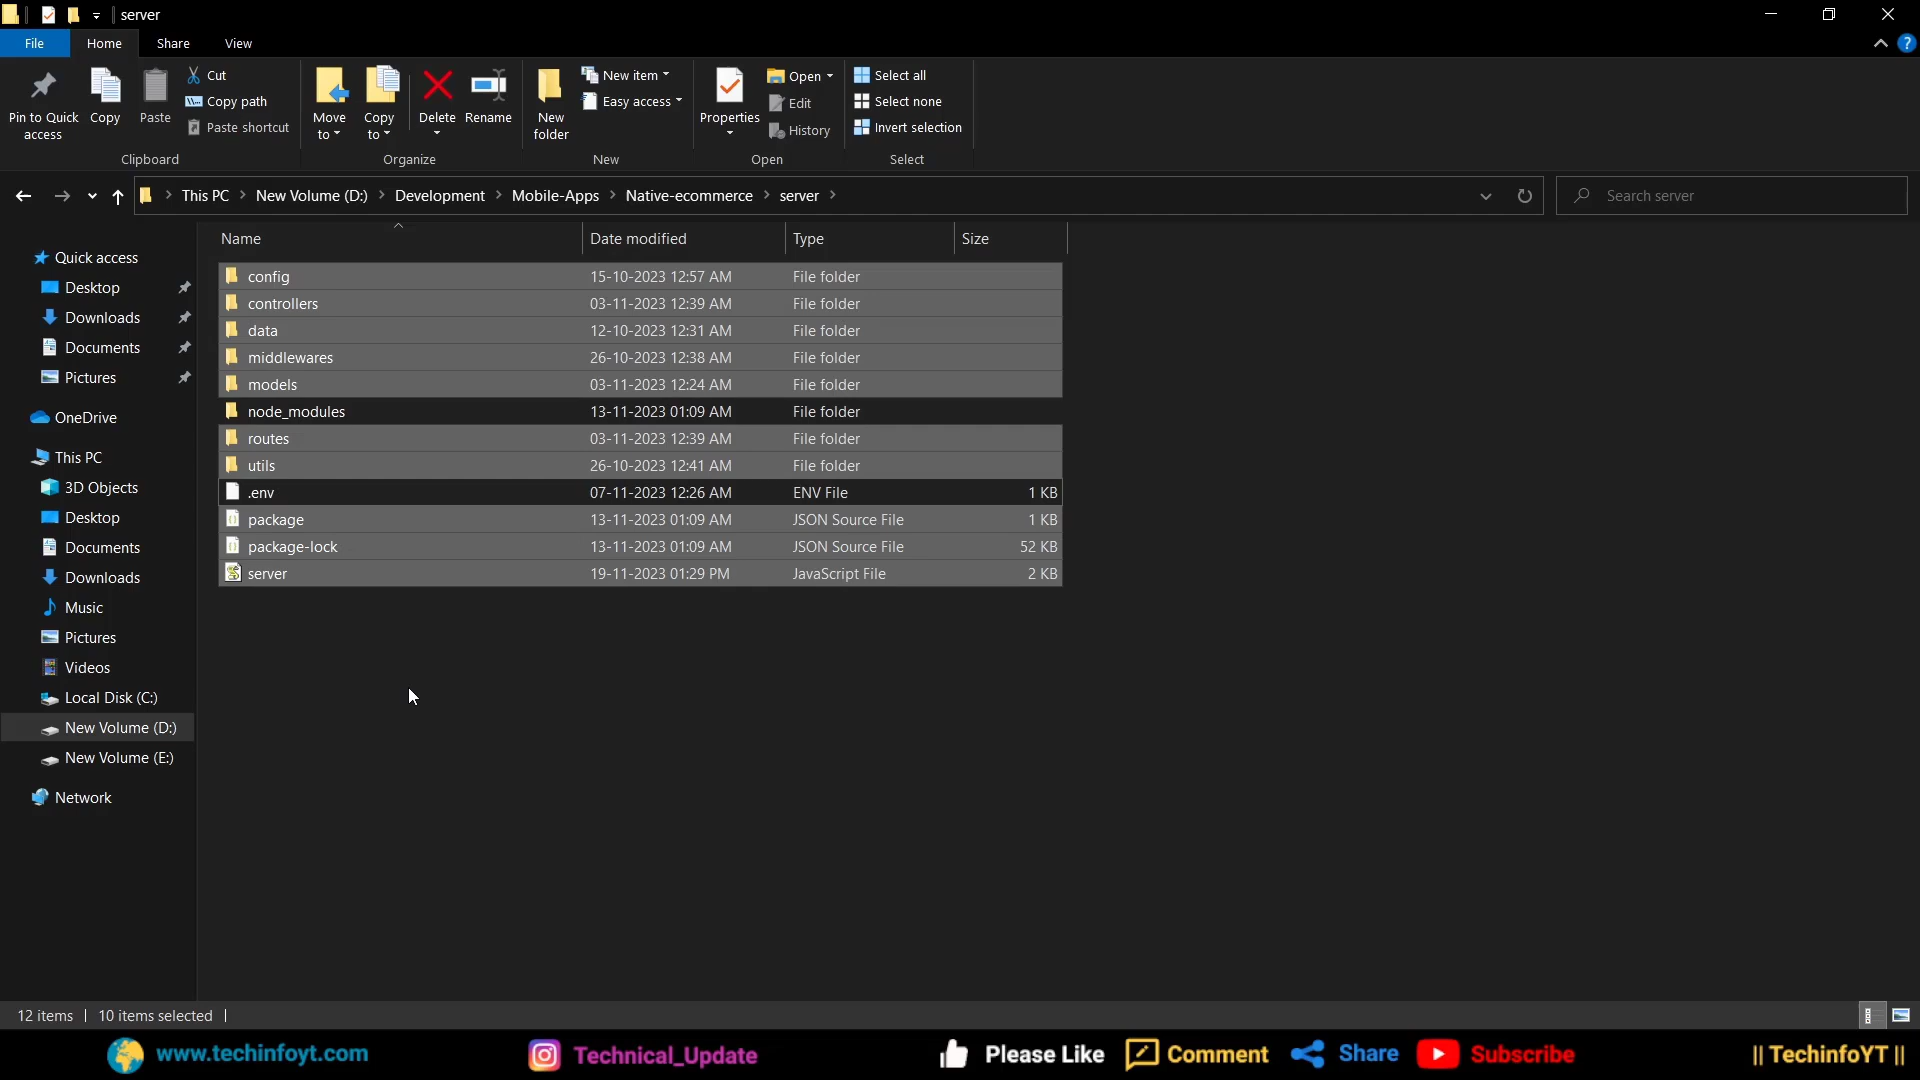 server
File Home Share View
Pin to Quick access Copy Paste Cut Copy path Paste shortcut
Clipboard
Move to Copy to Delete Rename
Organize
New folder New item Easy access
New
Properties Open Edit History
Open
Select all Select none Invert selection
Select
This PC New Volume (D:) Development Mobile-Apps Native-ecommerce server
Search server
Quick access
Desktop
Downloads
Documents
Pictures
OneDrive
This PC
3D Objects
Desktop
Documents
Downloads
Music
Pictures
Videos
Local Disk (C:)
New Volume (D:)
New Volume (E:)
Network
Name Date modified Type Size
config 15-10-2023 12:57 AM File folder
controllers 03-11-2023 12:39 AM File folder
data 12-10-2023 12:31 AM File folder
middlewares 26-10-2023 12:38 AM File folder
models 03-11-2023 12:24 AM File folder
node_modules 13-11-2023 01:09 AM File folder
routes 03-11-2023 12:39 AM File folder
utils 26-10-2023 12:41 AM File folder
.env 07-11-2023 12:26 AM ENV File 1 KB
package 13-11-2023 01:09 AM JSON Source File 1 KB
package-lock 13-11-2023 01:09 AM JSON Source File 52 KB
server 19-11-2023 01:29 PM JavaScript File 2 KB
12 items 10 items selected
www.techinfoyt.com Technical_Update Please Like Comment Share Subscribe || TechinfoYT ||